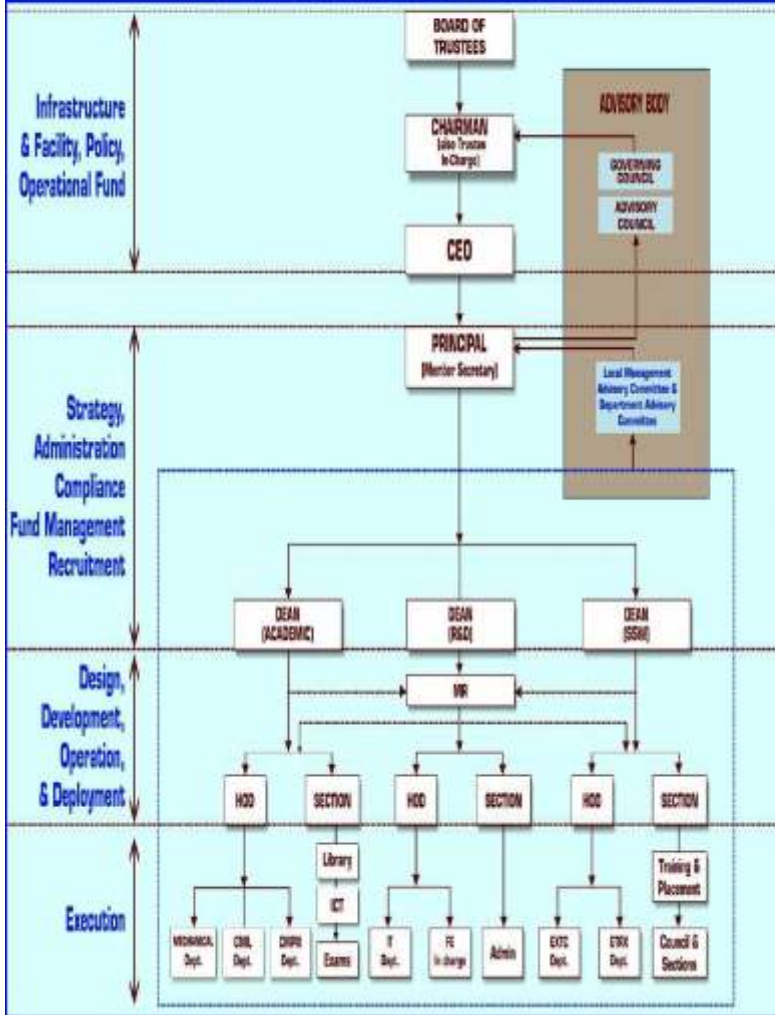 BOARD OF
TRUSTEES
Infrastructure
& Facility, Policy,
Operational Fund
CHAIRMAN
(also Trustee
In-Charge)
ADVISORY BODY
GOVERNING
COUNCIL
ADVISORY
COUNCIL
CEO
PRINCIPAL
(Member Secretary)
Local Management
Advisory Committee &
Department Advisory
Committee
Strategy,
Administration
Compliance
Fund Management
Recruitment
DEAN
(ACADEMIC)
DEAN
(R&D)
DEAN
(SSW)
Design,
Development,
Operation,
& Deployment
MR
HOD
SECTION
HOD
SECTION
HOD
SECTION
Execution
Library
ICT
Exams
Training &
Placement
MECHANICAL
Dept.
CIVIL
Dept.
CMPN
Dept.
IT
Dept.
FE
In charge
Admin
EXTC
Dept.
ETRX
Dept.
Council &
Sections